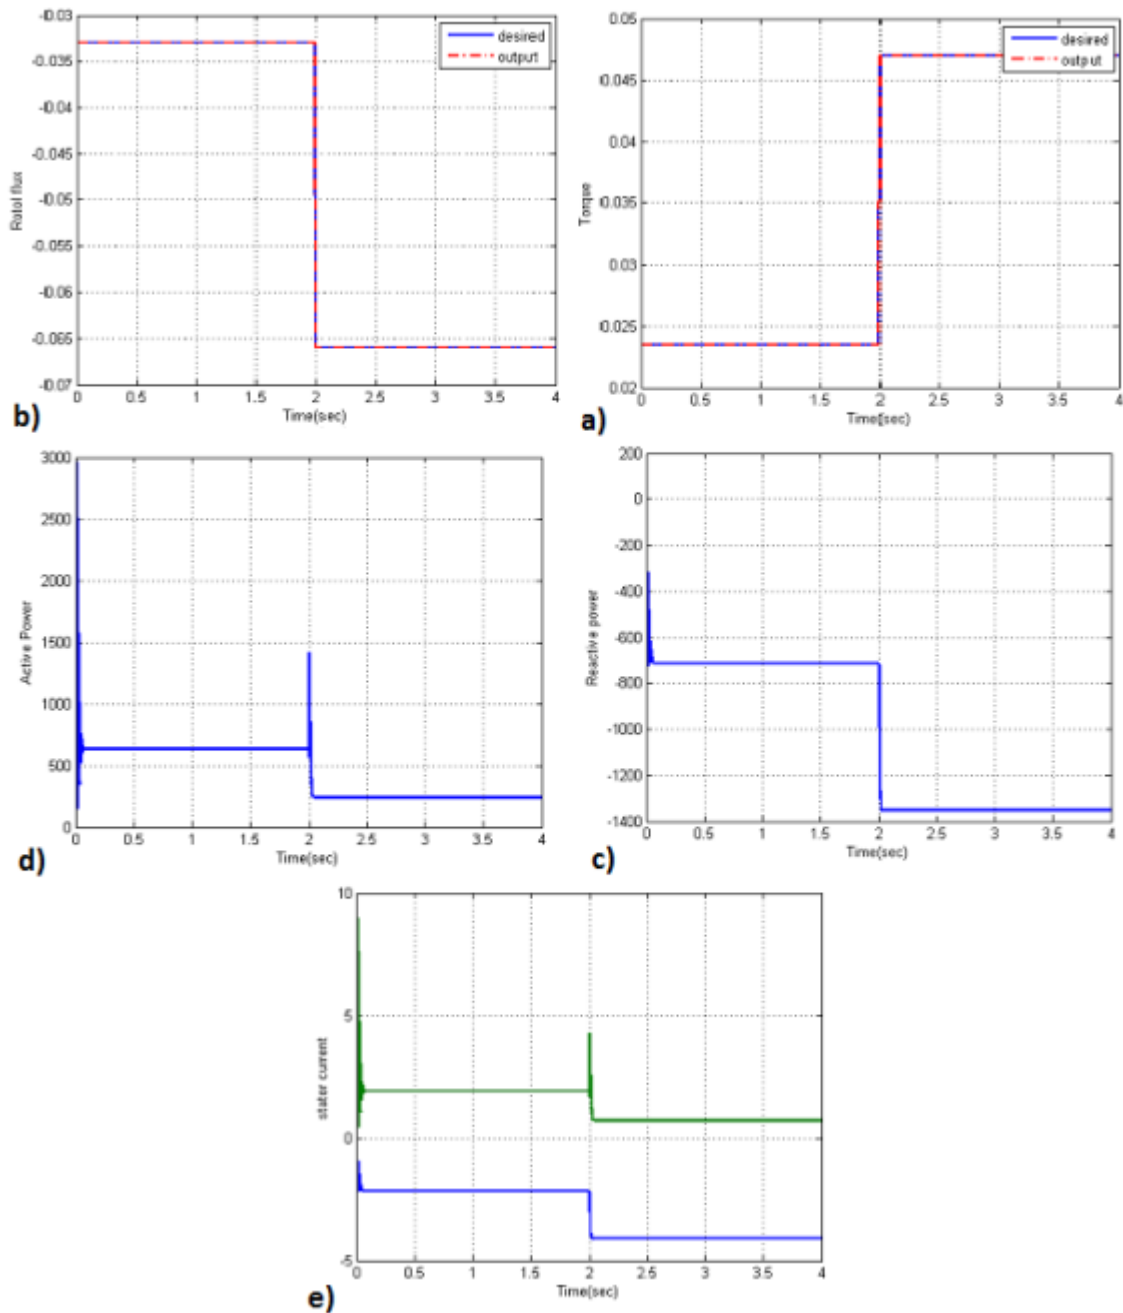 -0.03
-0.035
-0.04
-0.045
-0.05
-0.055
-0.06
-0.065
-0.07
Rotol flux
desired
output
0 0.5 1 1.5 2 2.5 3 3.5 4
Time(sec)
b)
0.05
0.045
0.04
0.035
0.03
0.025
0.02
Torque
desired
output
0 0.5 1 1.5 2 2.5 3 3.5 4
Time(sec)
a)
3000
2500
2000
1500
1000
500
0
Active Power
0 0.5 1 1.5 2 2.5 3 3.5 4
Time(sec)
d)
200
0
-200
-400
-600
-800
-1000
-1200
-1400
Reactive power
0 0.5 1 1.5 2 2.5 3 3.5 4
Time(sec)
c)
10
5
0
-5
stater current
0 0.5 1 1.5 2 2.5 3 3.5 4
Time(sec)
e)